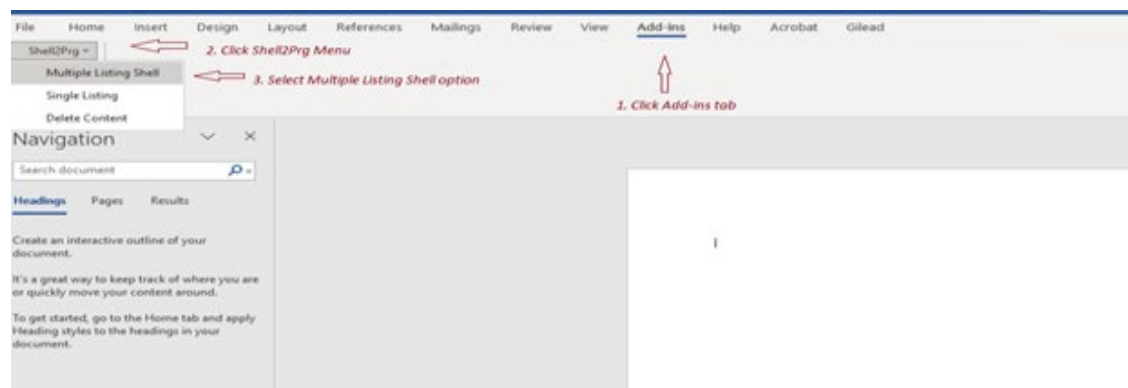 File Home Insert Design Layout References Mailings Review View Add-ins Help Acrobat Gilead
Shell2Prg
2. Click Shell2Prg Menu
Multiple Listing Shell
3. Select Multiple Listing Shell option
Single Listing
1. Click Add-ins tab
Delete Content
Navigation
Search document
Headings Pages Results
Create an interactive outline of your
document.
It's a great way to keep track of where you are
or quickly move your content around.
To get started, go to the Home tab and apply
Heading styles to the headings in your
document.